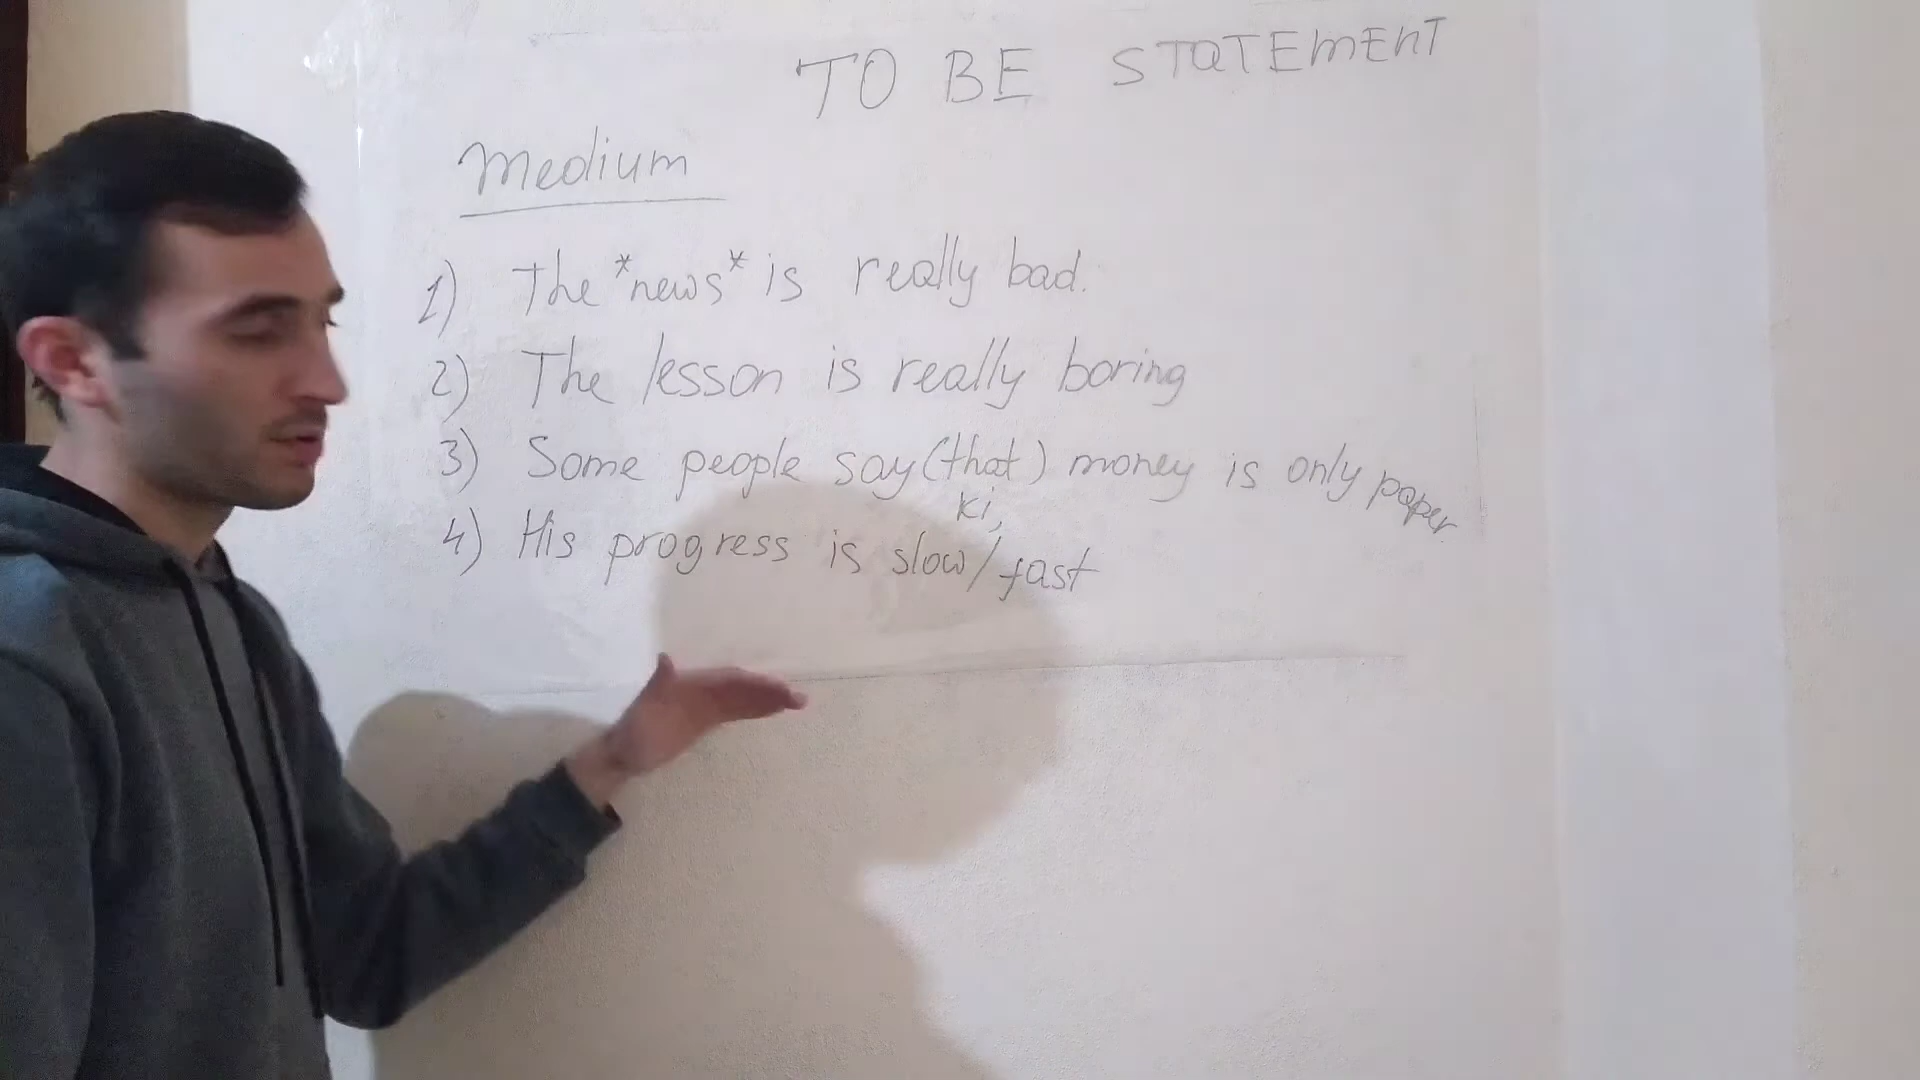 TO BE STATEMENT
Medium
1) The *news* is really bad.
2) The lesson is really boring
3) Some people say (that) money is only paper
ki,
4) His progress is slow/fast